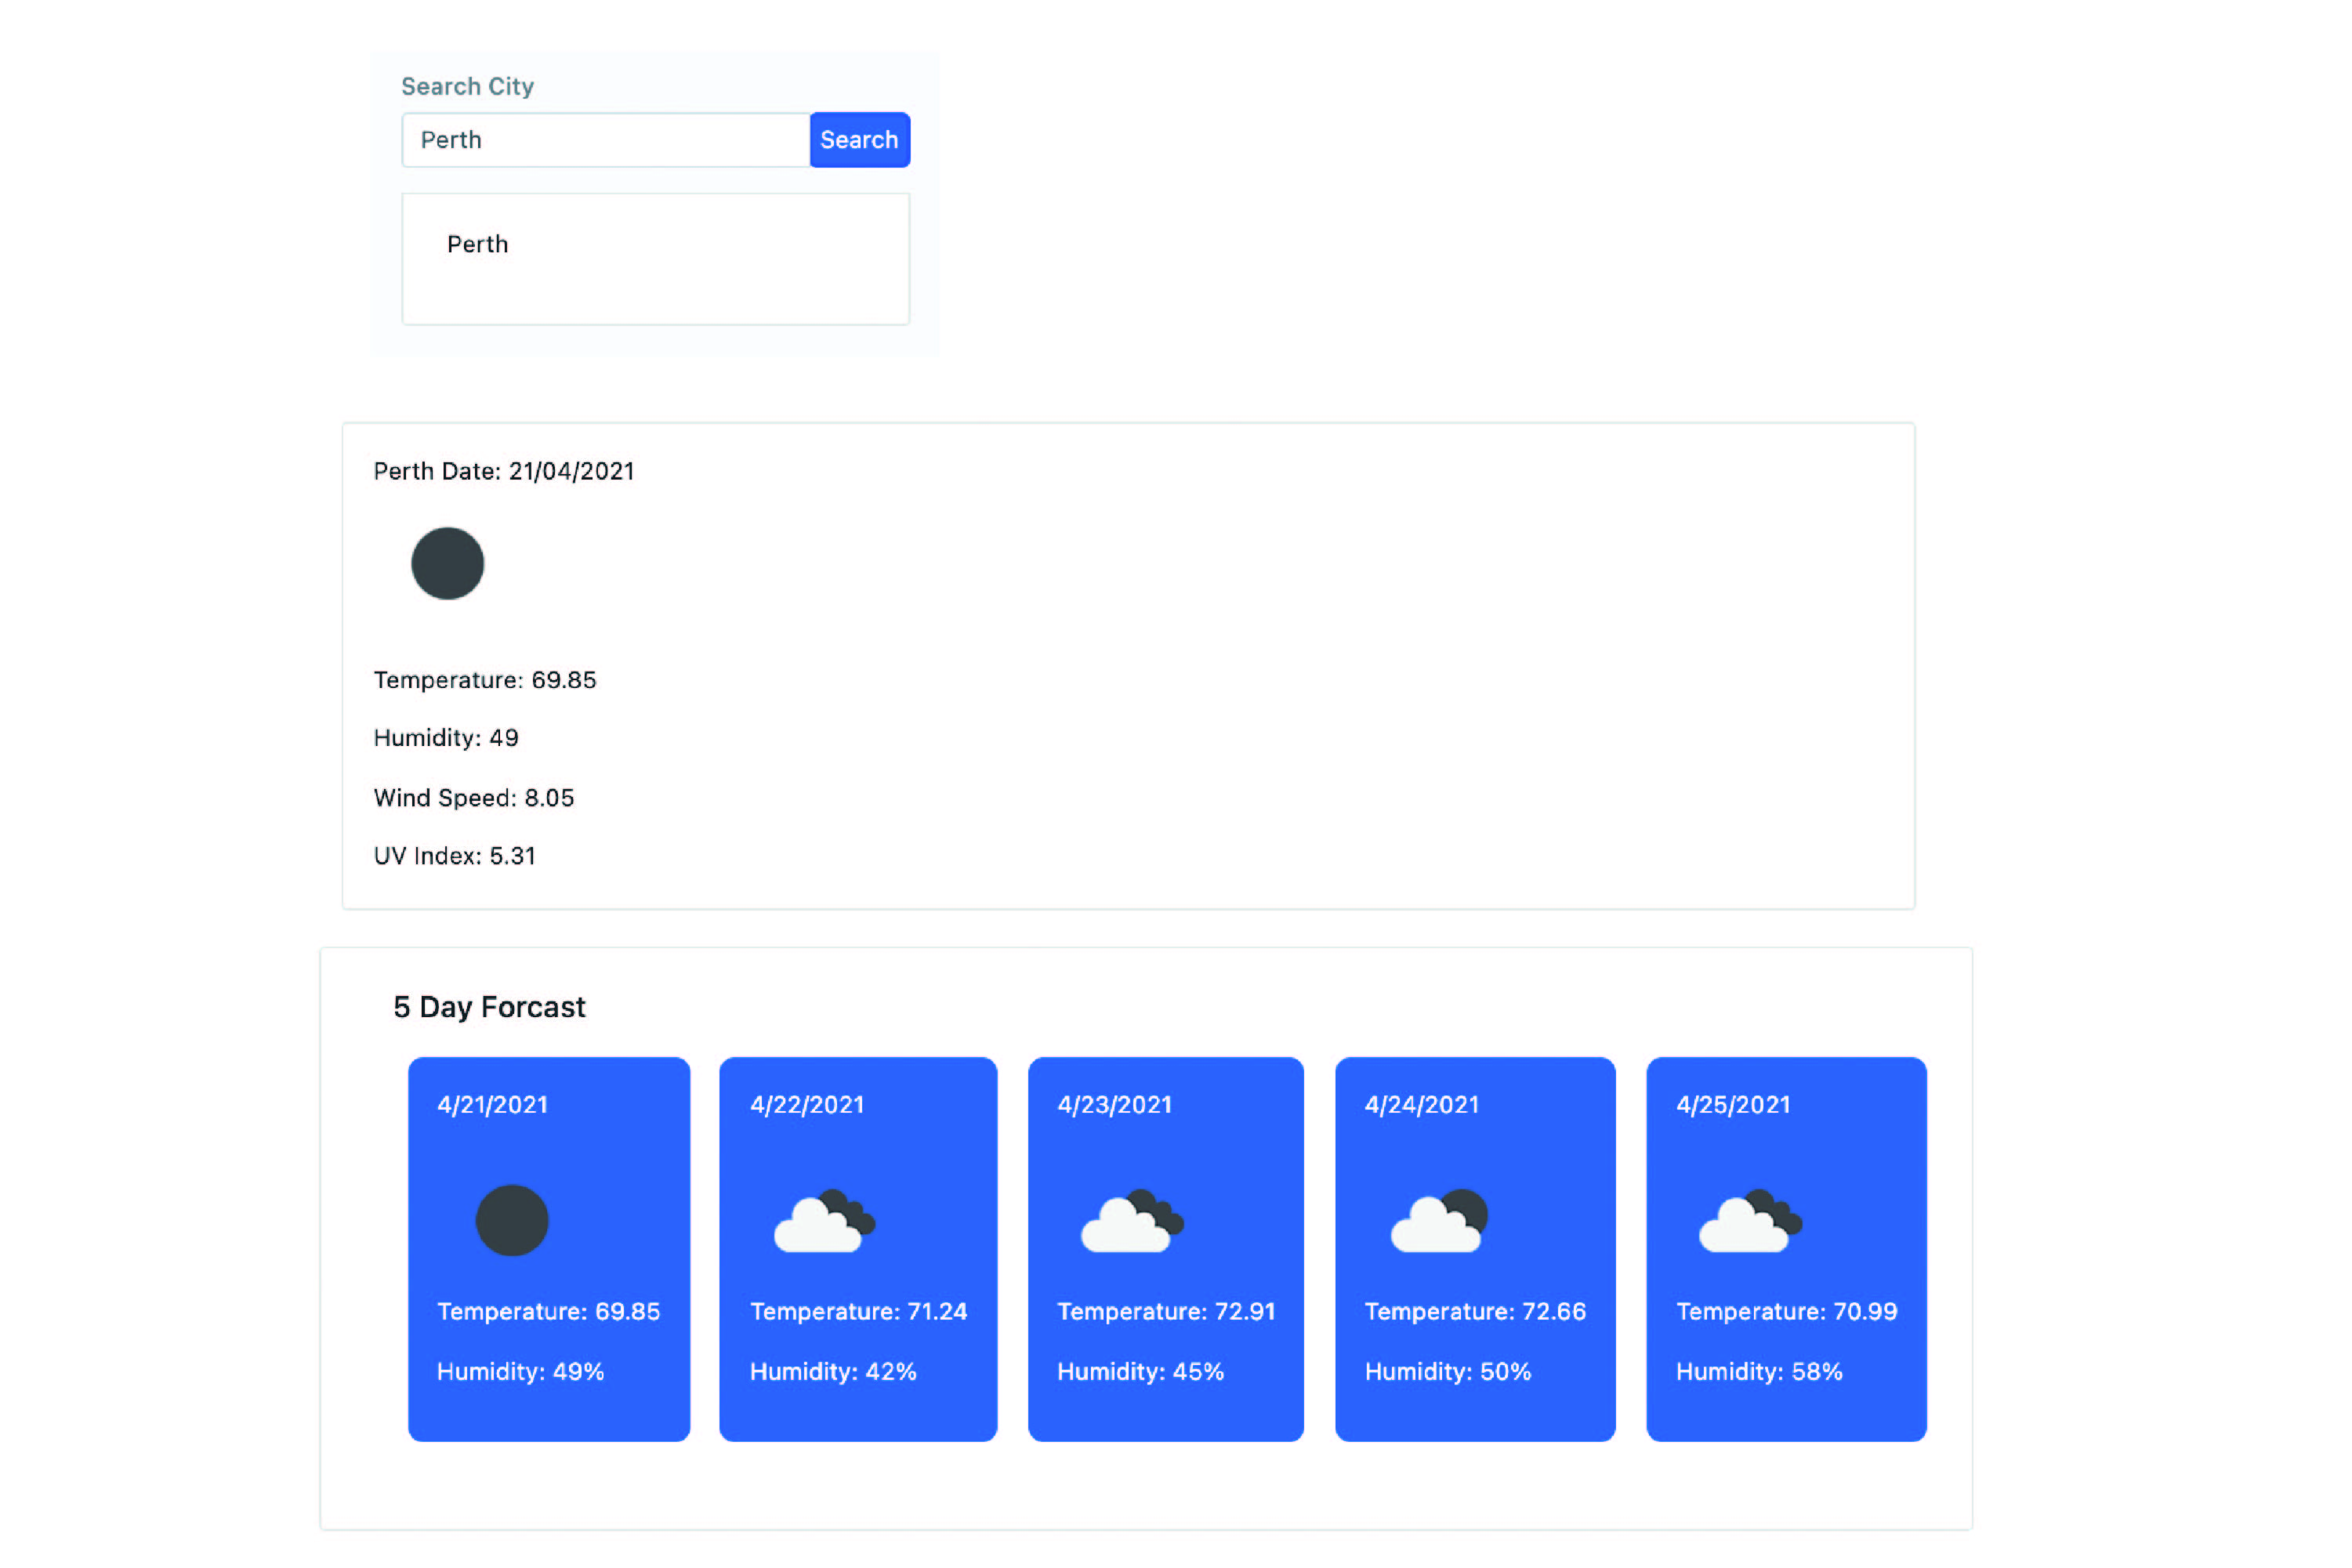 Search City
Perth
Search
Perth
Perth Date: 21/04/2021
Temperature: 69.85
Humidity: 49
Wind Speed: 8.05
UV Index: 5.31
5 Day Forcast
4/21/2021
Temperature: 69.85
Humidity: 49%
4/22/2021
Temperature: 71.24
Humidity: 42%
4/23/2021
Temperature: 72.91
Humidity: 45%
4/24/2021
Temperature: 72.66
Humidity: 50%
4/25/2021
Temperature: 70.99
Humidity: 58%